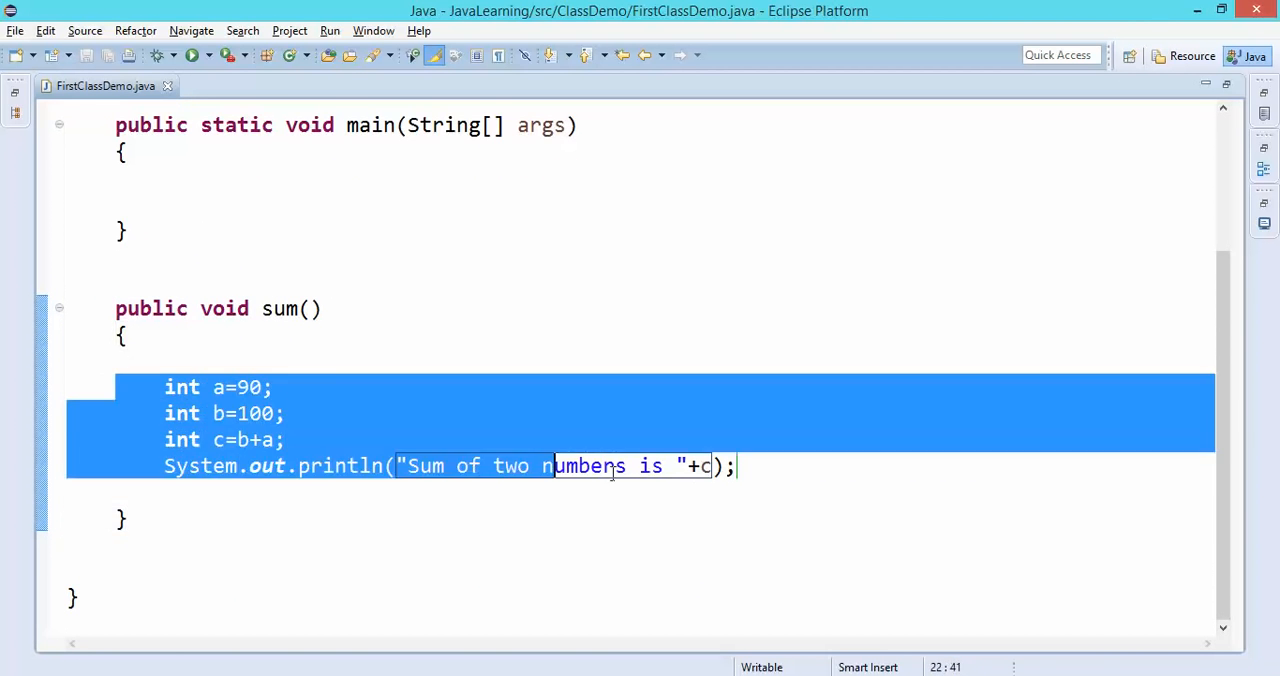 Java - JavaLearning/src/ClassDemo/FirstClassDemo.java - Eclipse Platform
File Edit Source Refactor Navigate Search Project Run Window Help
Quick Access Resource Java
FirstClassDemo.java
public static void main(String[] args)
{
}
public void sum()
{
int a=90;
int b=100;
int c=b+a;
System.out.println("Sum of two numbers is "+c);
}
}
Writable Smart Insert 22 : 41